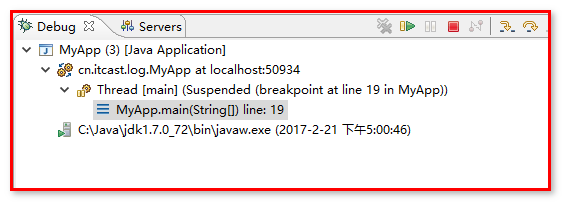 Debug Servers
MyApp (3) [Java Application]
cn.itcast.log.MyApp at localhost:50934
Thread [main] (Suspended (breakpoint at line 19 in MyApp))
MyApp.main(String[]) line: 19
C:\Java\jdk1.7.0_72\bin\javaw.exe (2017-2-21 下午5:00:46)